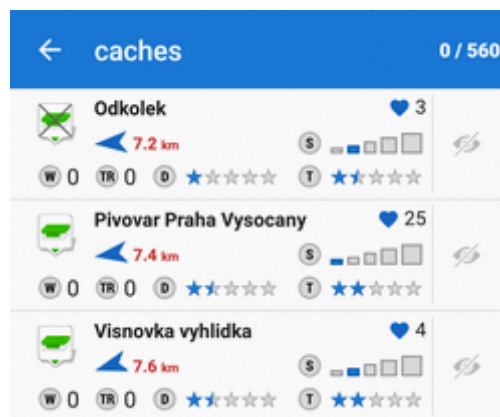 caches 0 / 560
Odkolek 3
7.2 km S
W 0 TR 0 D T
Pivovar Praha Vysocany 25
7.4 km S
W 0 TR 0 D T
Visnovka vyhlidka 4
7.6 km S
W 0 TR 0 D T